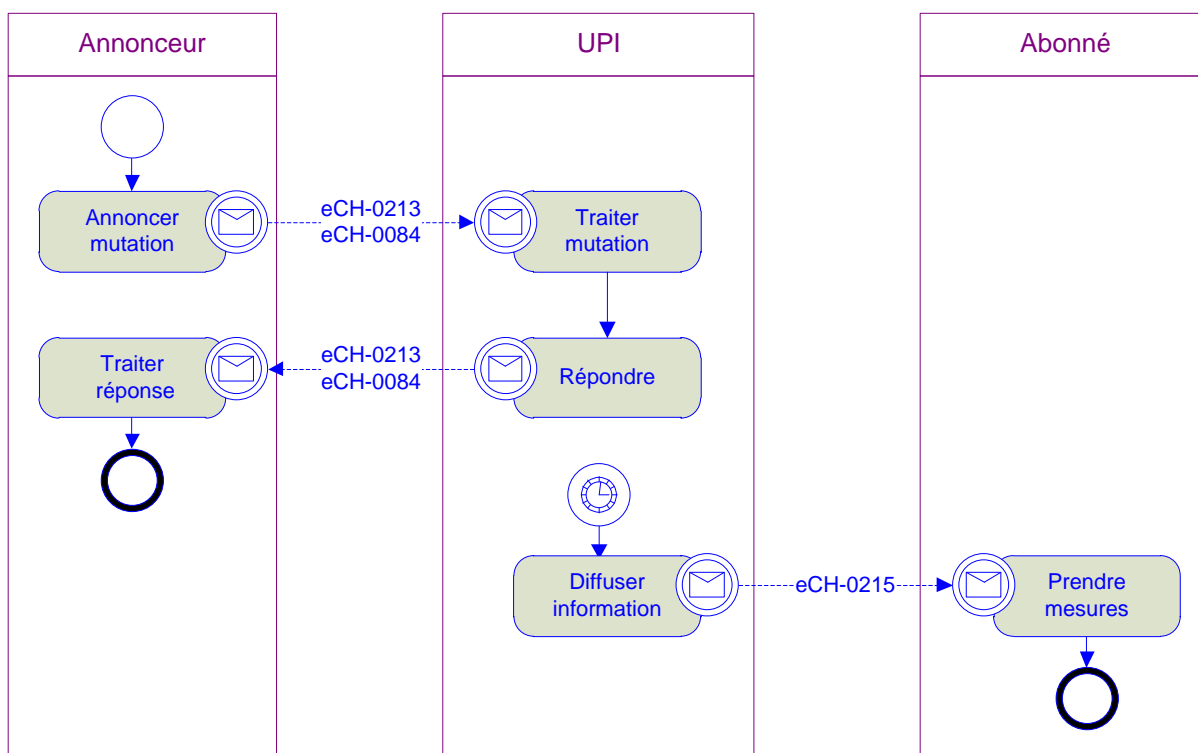 Annonceur
UPI
Abonné
Annoncer
mutation
eCH-0213
eCH-0084
Traiter
mutation
Traiter
réponse
eCH-0213
eCH-0084
Répondre
Diffuser
information
eCH-0215
Prendre
mesures